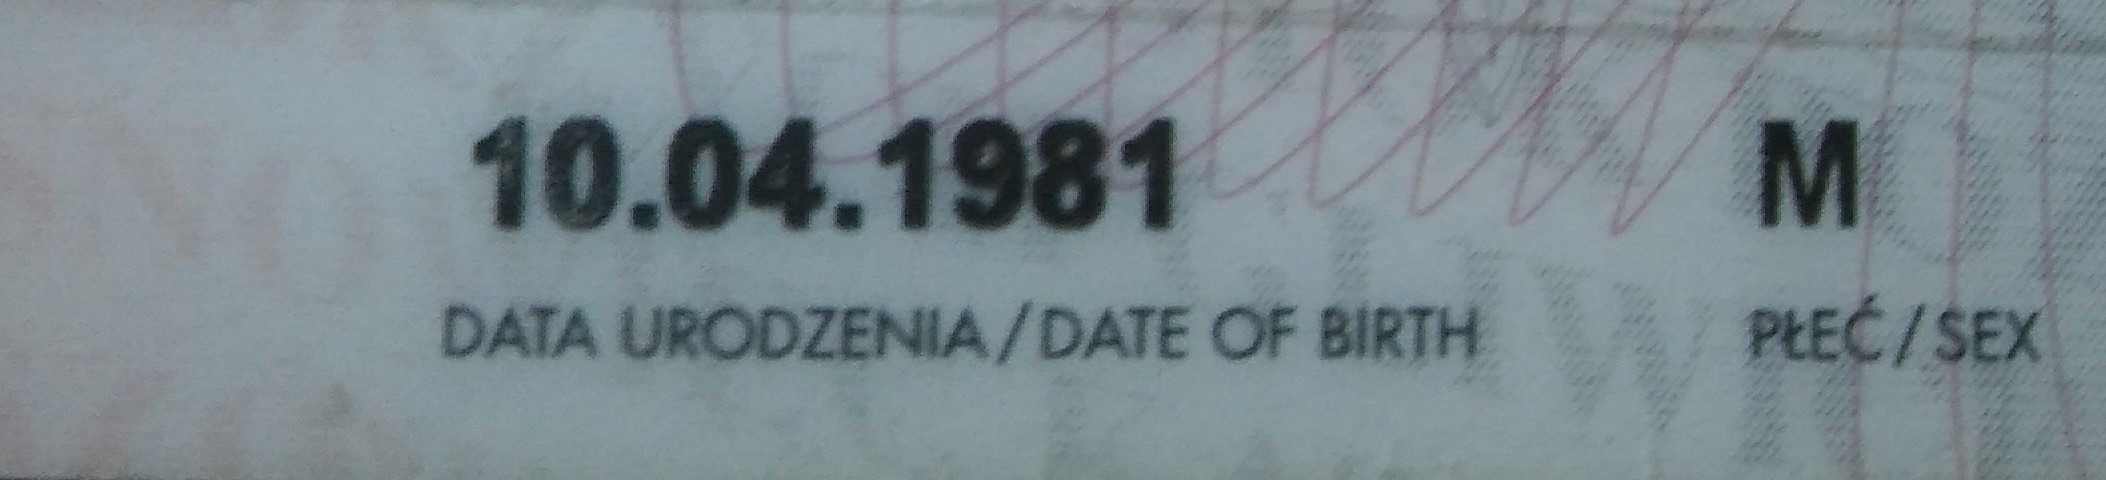 10.04.1981 M
DATA URODZENIA/DATE OF BIRTH PŁEĆ/SEX